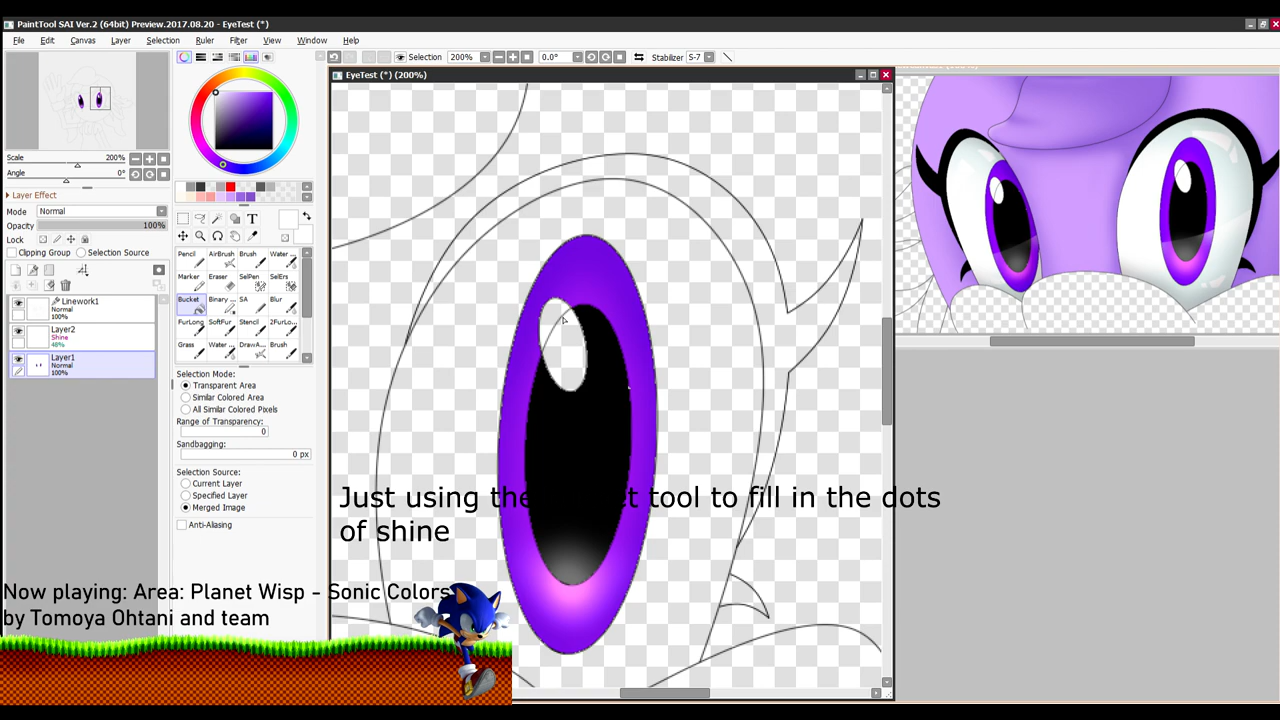 PaintTool SAI Ver.2 (64bit) Preview.2017.08.20 - EyeTest (*)
File Edit Canvas Layer Selection Ruler Filter View Window Help
Selection 200% 0.0° Stabilizer S-7
EyeTest (*) (200%)
Scale 200%
Angle 0°
Layer Effect
Mode Normal
Opacity 100%
Lock
Clipping Group Selection Source
Linework1
Layer2
Shine
48%
Layer1
Normal
100%
T
Pencil AirBrush Brush Water ...
Marker Eraser SelPen SelErs
Bucket Binary ... SA Blur
FurLong SoftFur Stencil 2FurLo...
Grass Water ... Draw A... Brush
Selection Mode:
Transparent Area
Similar Colored Area
All Similar Colored Pixels
Range of Transparency:
0
Sandbagging:
0 px
Selection Source:
Current Layer
Specified Layer
Merged Image
Anti-Aliasing
Just using the tool to fill in the dots
of shine
Now playing: Area: Planet Wisp - Sonic Colors
by Tomoya Ohtani and team